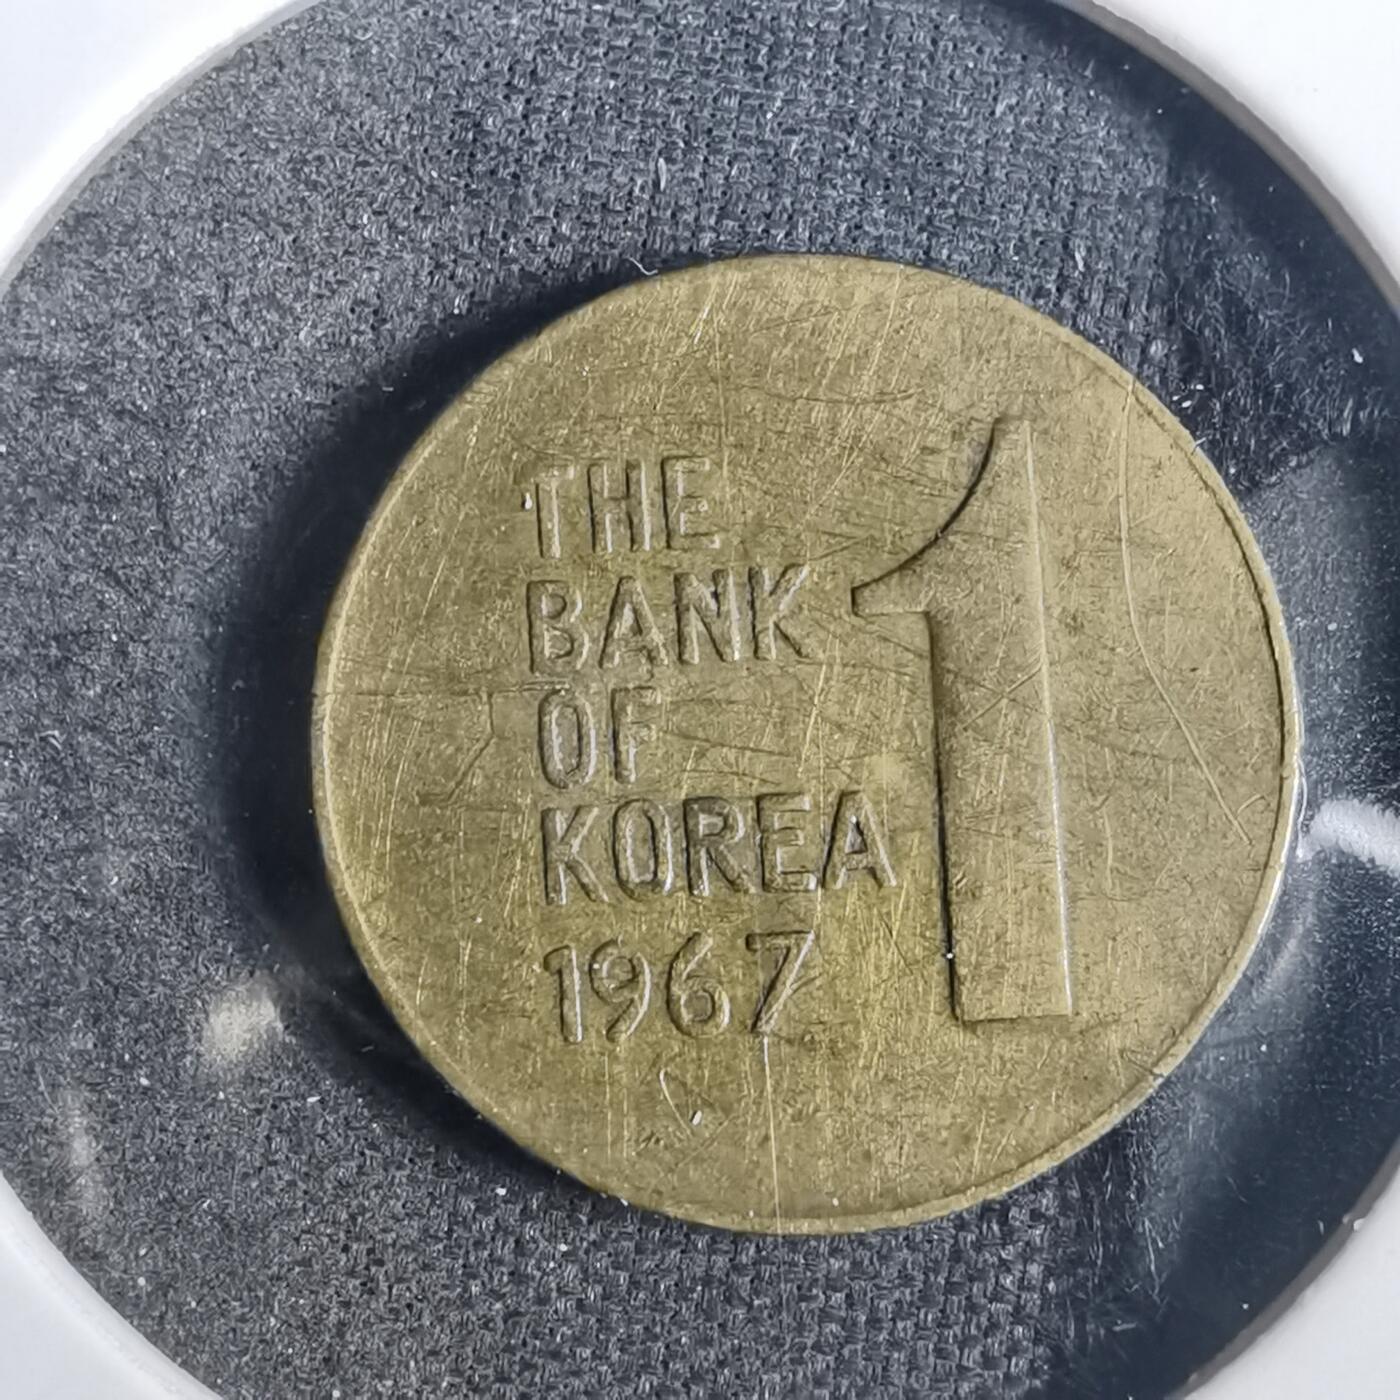 THE
BANK
OF
KOREA
1967
1